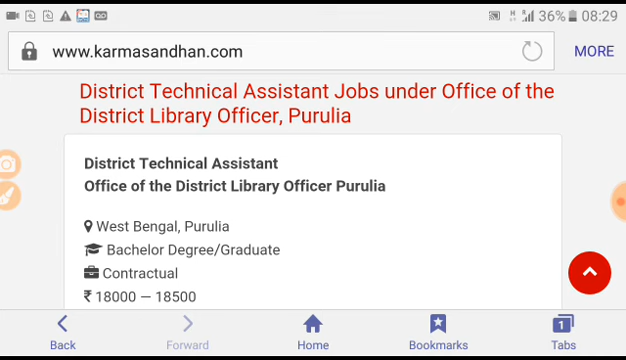 36% 08:29
www.karmasandhan.com
MORE
District Technical Assistant Jobs under Office of the
District Library Officer, Purulia
District Technical Assistant
Office of the District Library Officer Purulia
West Bengal, Purulia
Bachelor Degree/Graduate
Contractual
₹ 18000 — 18500
Back Forward Home Bookmarks 1 Tabs